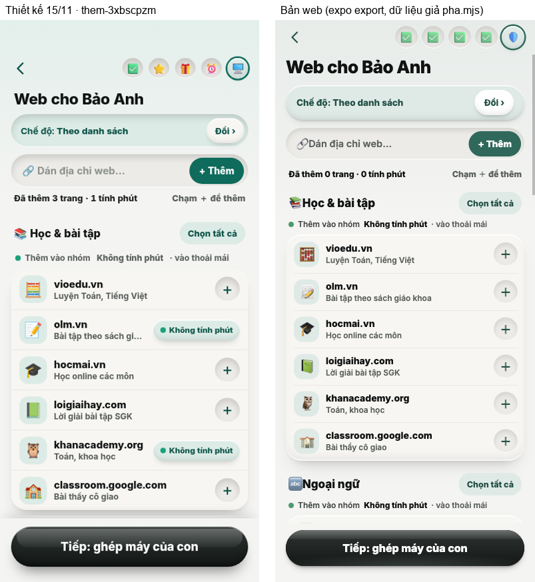 Thiết kế 15/11 · them-3xbscpzm
Web cho Bảo Anh
Chế độ: Theo danh sách
Đổi ›
Dán địa chỉ web...
+ Thêm
Đã thêm 3 trang · 1 tính phút
Chạm + để thêm
Học & bài tập
Chọn tất cả
Thêm vào nhóm Không tính phút · vào thoải mái
vioedu.vn
Luyện Toán, Tiếng Việt
+
olm.vn
Bài tập theo sách gi...
Không tính phút
hocmai.vn
Học online các môn
+
loigiaihay.com
Lời giải bài tập SGK
+
khanacademy.org
Toán, khoa học
Không tính phút
classroom.google.com
Bài thầy cô giao
+
Tiếp: ghép máy của con
Bản web (expo export, dữ liệu giả pha.mjs)
Web cho Bảo Anh
Chế độ: Theo danh sách
Đổi ›
Dán địa chỉ web...
+ Thêm
Đã thêm 0 trang · 0 tính phút
Chạm + để thêm
Học & bài tập
Chọn tất cả
Thêm vào nhóm Không tính phút · vào thoải mái
vioedu.vn
Luyện Toán, Tiếng Việt
+
olm.vn
Bài tập theo sách giáo khoa
+
hocmai.vn
Học online các môn
+
loigiaihay.com
Lời giải bài tập SGK
+
khanacademy.org
Toán, khoa học
+
classroom.google.com
Bài thầy cô giao
+
Ngoại ngữ
Chọn tất cả
Thêm vào nhóm Không tính phút · vào thoải mái
Tiếp: ghép máy của con